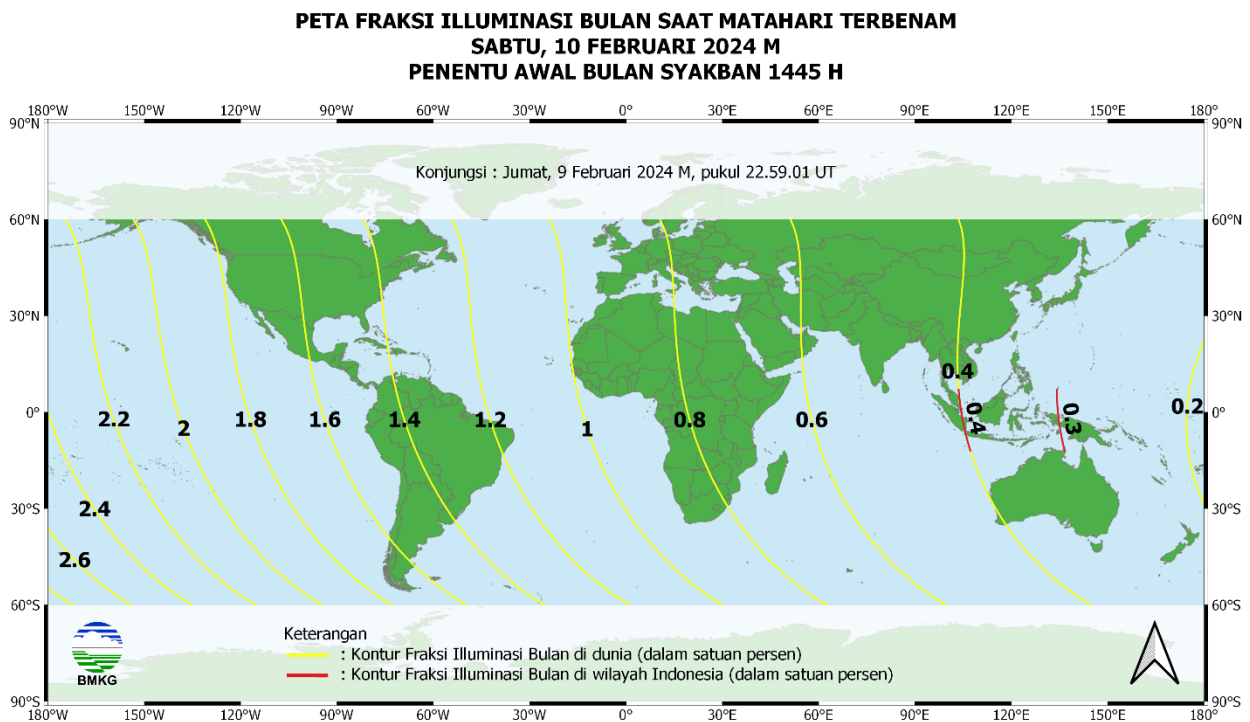 PETA FRAKSI ILLUMINASI BULAN SAAT MATAHARI TERBENAM
SABTU, 10 FEBRUARI 2024 M
PENENTU AWAL BULAN SYAKBAN 1445 H
180°W 150°W 120°W 90°W 60°W 30°W 0° 30°E 60°E 90°E 120°E 150°E 180°
90°N 90°N
Konjungsi : Jumat, 9 Februari 2024 M, pukul 22.59.01 UT
60°N 60°N
30°N 30°N
0.4
0° 2.2 2 1.8 1.6 1.4 1.2 1 0.8 0.6 0.4 0.3 0.2 0°
30°S 2.4 30°S
2.6
60°S 60°S
Keterangan
: Kontur Fraksi Illuminasi Bulan di dunia (dalam satuan persen)
: Kontur Fraksi Illuminasi Bulan di wilayah Indonesia (dalam satuan persen)
BMKG
90°S 90°S
180°W 150°W 120°W 90°W 60°W 30°W 0° 30°E 60°E 90°E 120°E 150°E 180°